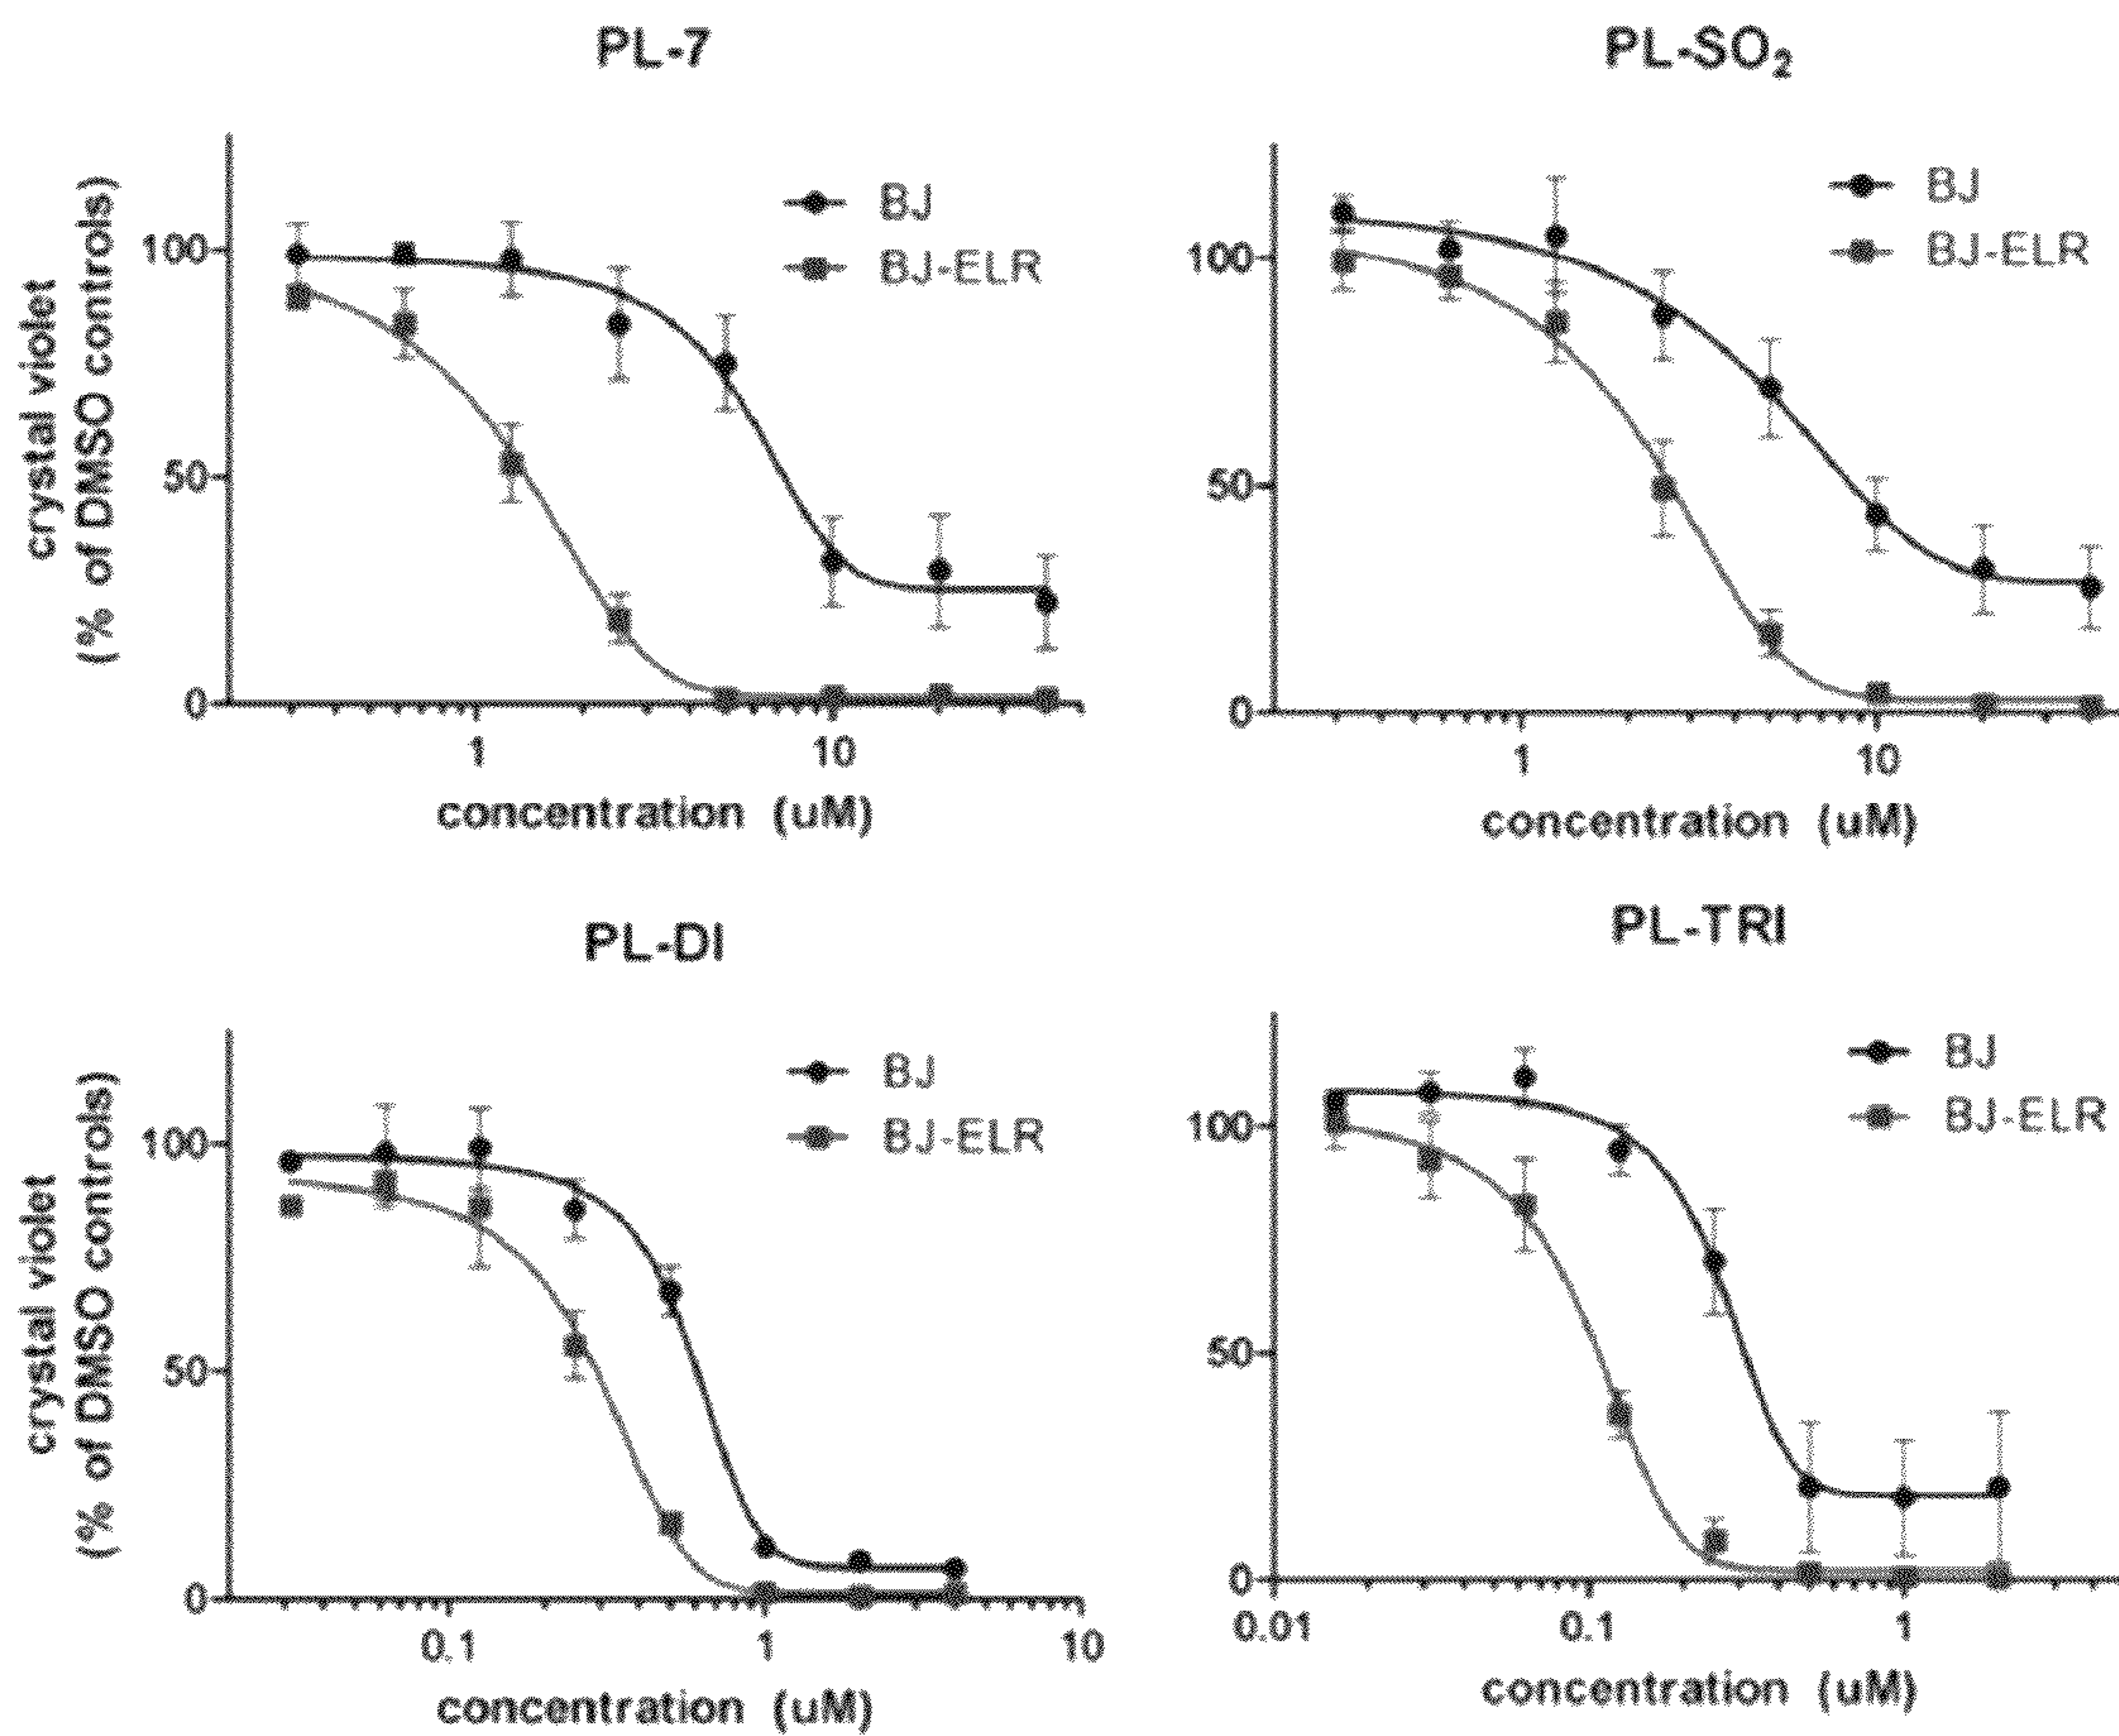 PL-7
crystal violet
(% of DMSO controls)
100
50
0
BJ
BJ-ELR
1
10
concentration (uM)
PL-SO₂
100
50
0
BJ
BJ-ELR
1
10
concentration (uM)
PL-DI
crystal violet
(% of DMSO controls)
100
50
0
BJ
BJ-ELR
0.1
1
10
concentration (uM)
PL-TRI
100
50
0
BJ
BJ-ELR
0.01
0.1
1
concentration (uM)